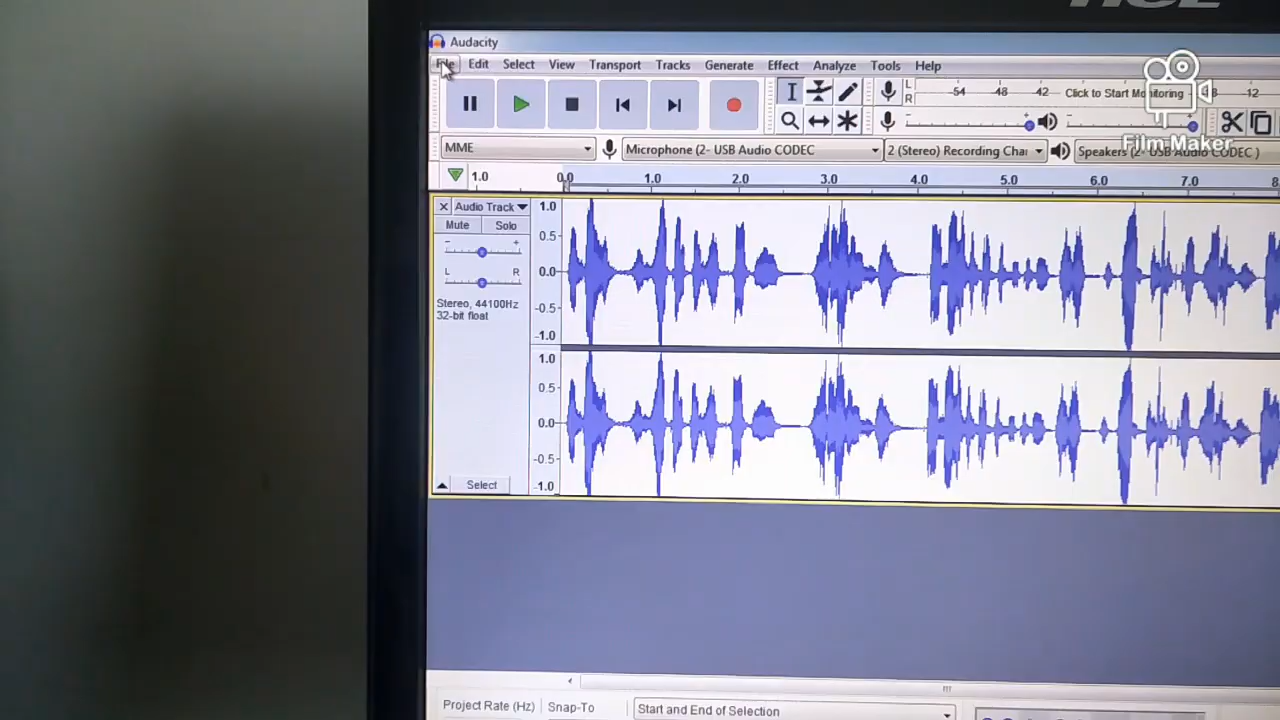 Audacity
File Edit Select View Transport Tracks Generate Effect Analyze Tools Help
L
R
-54 -48 -42 Click to Start Monitoring -12
Film Maker
MME Microphone (2- USB Audio CODEC 2 (Stereo) Recording Char Speakers (2- USB Audio CODEC )
1.0 0.0 1.0 2.0 3.0 4.0 5.0 6.0 7.0 8
Audio Track 1.0
Mute Solo
0.5
- +
L R
0.0
Stereo, 44100Hz
32-bit float
-0.5
-1.0
1.0
0.5
0.0
-0.5
Select -1.0
Project Rate (Hz) Snap-To Start and End of Selection